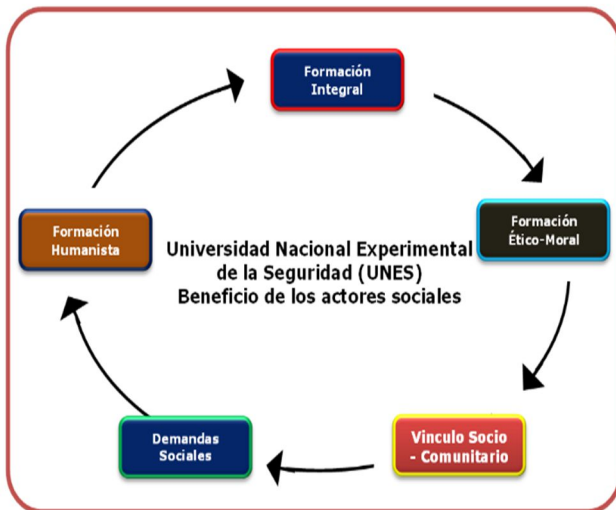 Formación
Integral
Formación
Ético-Moral
Vinculo Socio
- Comunitario
Demandas
Sociales
Formación
Humanista
Universidad Nacional Experimental
de la Seguridad (UNES)
Beneficio de los actores sociales